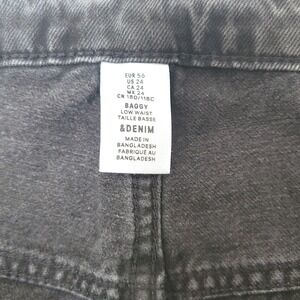 EUR 56
US 24
CA 24
MX 24
CN 180/118C
BAGGY
LOW WAIST
TAILLE BASSE
&DENIM
MADE IN
BANGLADESH
FABRIQUÉ AU
BANGLADESH